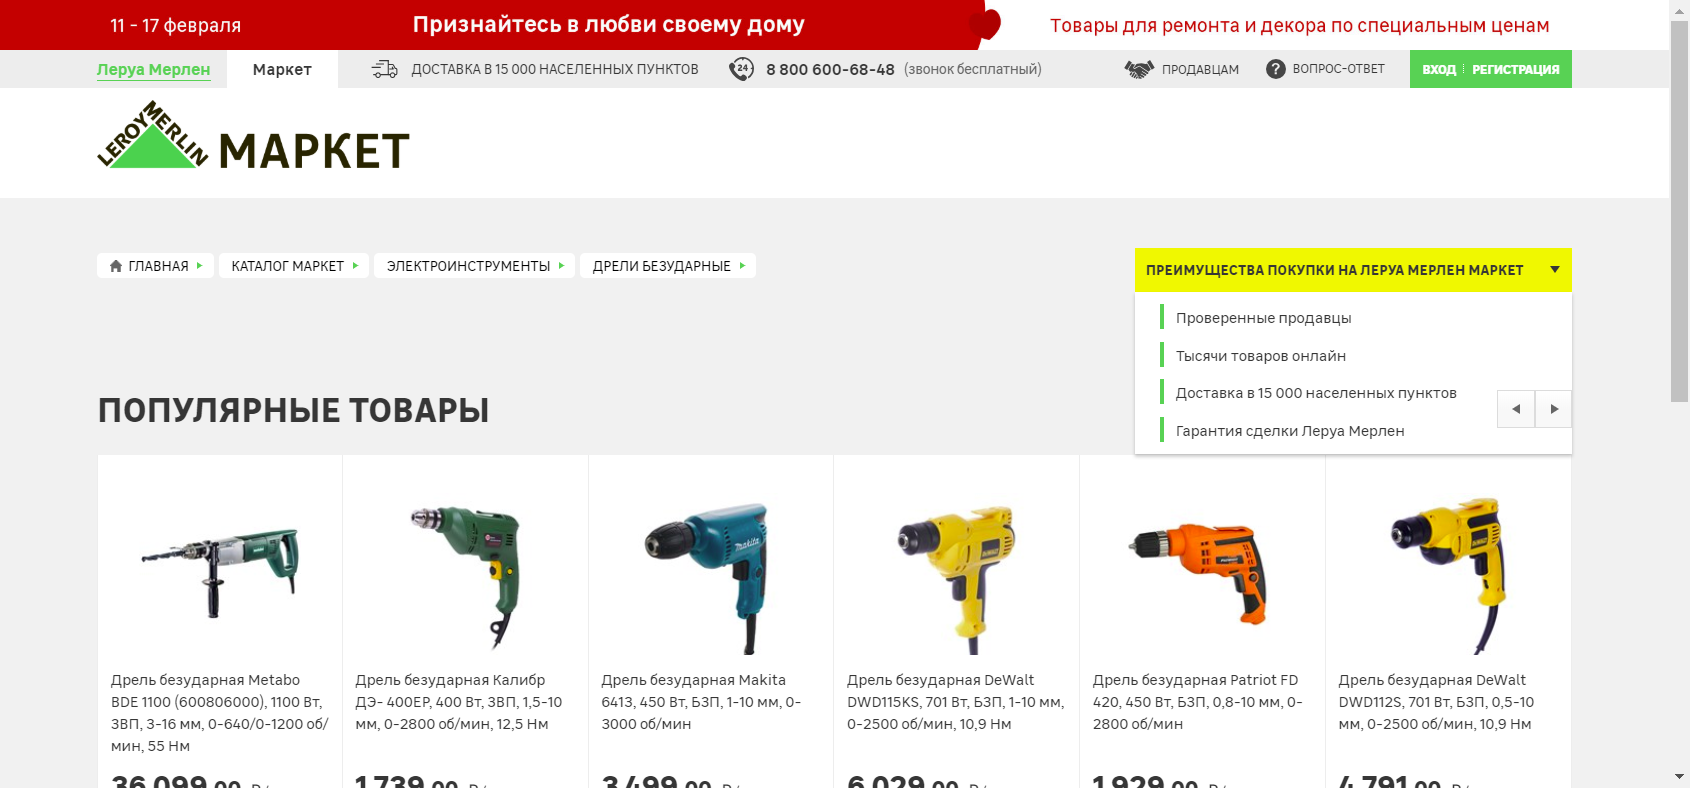 11 - 17 февраля
Признайтесь в любви своему дому
Товары для ремонта и декора по специальным ценам
Леруа Мерлен
Маркет
ДОСТАВКА В 15 000 НАСЕЛЕННЫХ ПУНКТОВ
24
8 800 600-68-48 (звонок бесплатный)
ПРОДАВЦАМ
ВОПРОС-ОТВЕТ
ВХОД
РЕГИСТРАЦИЯ
LEROY MERLIN
МАРКЕТ
ГЛАВНАЯ
КАТАЛОГ МАРКЕТ
ЭЛЕКТРОИНСТРУМЕНТЫ
ДРЕЛИ БЕЗУДАРНЫЕ
ПРЕИМУЩЕСТВА ПОКУПКИ НА ЛЕРУА МЕРЛЕН МАРКЕТ
Проверенные продавцы
Тысячи товаров онлайн
Доставка в 15 000 населенных пунктов
Гарантия сделки Леруа Мерлен
ПОПУЛЯРНЫЕ ТОВАРЫ
Дрель безударная Metabo
BDE 1100 (600806000), 1100 Вт,
ЗВП, 3-16 мм, 0-640/0-1200 об/
мин, 55 Нм
36 099,00
Дрель безударная Калибр
ДЭ- 400ЕР, 400 Вт, ЗВП, 1,5-10
мм, 0-2800 об/мин, 12,5 Нм
1 739,00
makita
Дрель безударная Makita
6413, 450 Вт, БЗП, 1-10 мм, 0-
3000 об/мин
3 499,00
DEWALT
Дрель безударная DeWalt
DWD115KS, 701 Вт, БЗП, 1-10 мм,
0-2500 об/мин, 10,9 Нм
6 029,00
Дрель безударная Patriot FD
420, 450 Вт, БЗП, 0,8-10 мм, 0-
2800 об/мин
1 929,00
DEWALT
Дрель безударная DeWalt
DWD112S, 701 Вт, БЗП, 0,5-10
мм, 0-2500 об/мин, 10,9 Нм
4 791,00